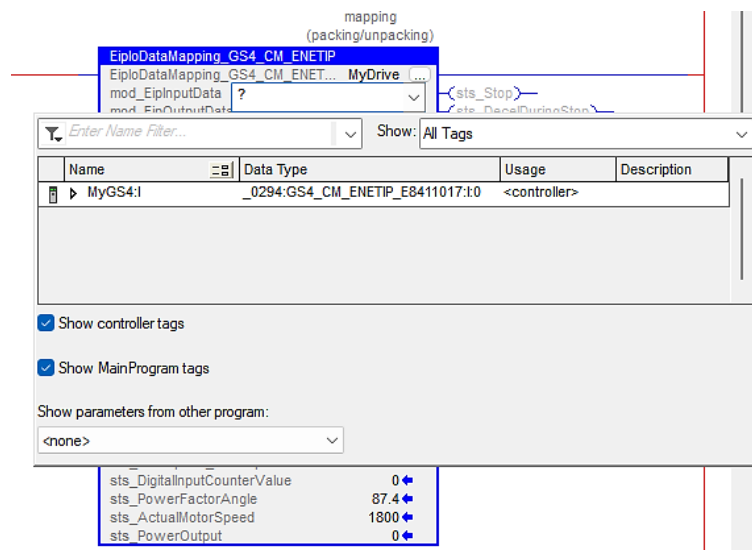 mapping
(packing/unpacking)
EiploDataMapping_GS4_CM_ENETIP
EiploDataMapping_GS4_CM_ENET... MyDrive ...
mod_EipInputData ? sts_Stop
mod_EipOutputData sts_DecelDuringStop
Enter Name Filter... Show: All Tags
Name Data Type Usage Description
MyGS4:I _0294:GS4_CM_ENETIP_E8411017:I:0 <controller>
Show controller tags
Show MainProgram tags
Show parameters from other program:
<none>
sts_DigitalInputCounterValue 0
sts_PowerFactorAngle 87.4
sts_ActualMotorSpeed 1800
sts_PowerOutput 0